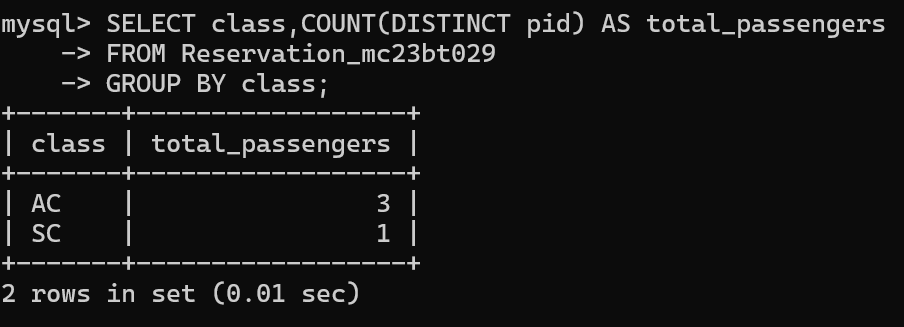 mysql> SELECT class,COUNT(DISTINCT pid) AS total_passengers
    -> FROM Reservation_mc23bt029
    -> GROUP BY class;
+-------+------------------+
| class | total_passengers |
+-------+------------------+
| AC    |                3 |
| SC    |                1 |
+-------+------------------+
2 rows in set (0.01 sec)